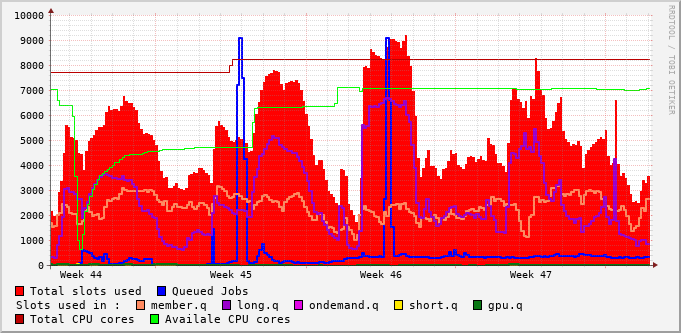 10000
9000
8000
7000
6000
5000
4000
3000
2000
1000
0
Week 44 Week 45 Week 46 Week 47
RRDTOOL / TOBI OETIKER
Total slots used Queued Jobs
Slots used in : member.q long.q ondemand.q short.q gpu.q
Total CPU cores Availale CPU cores